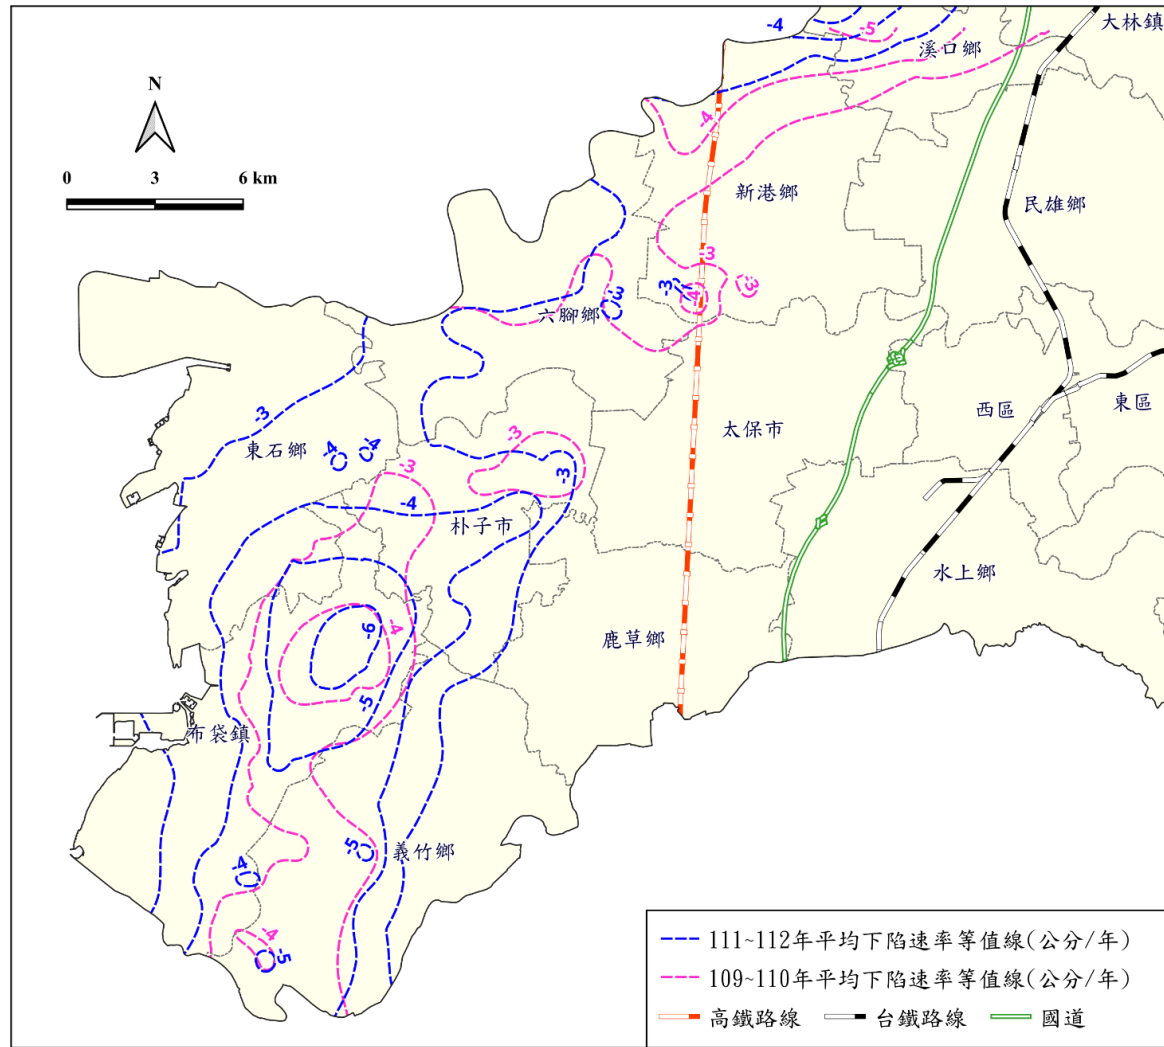 -4
-5
大林鎮
溪口鄉
N
-4
0 3 6 km
新港鄉
民雄鄉
-3
-3
-3
-4
-3
-3
六腳鄉
-3
東石鄉
-4
-4
-3
-3
-3
太保市
西區
東區
-4
朴子市
水上鄉
-6
-4
鹿草鄉
-5
布袋鎮
-5
義竹鄉
-4
-4
-5
111~112年平均下陷速率等值線(公分/年)
109~110年平均下陷速率等值線(公分/年)
高鐵路線 台鐵路線 國道